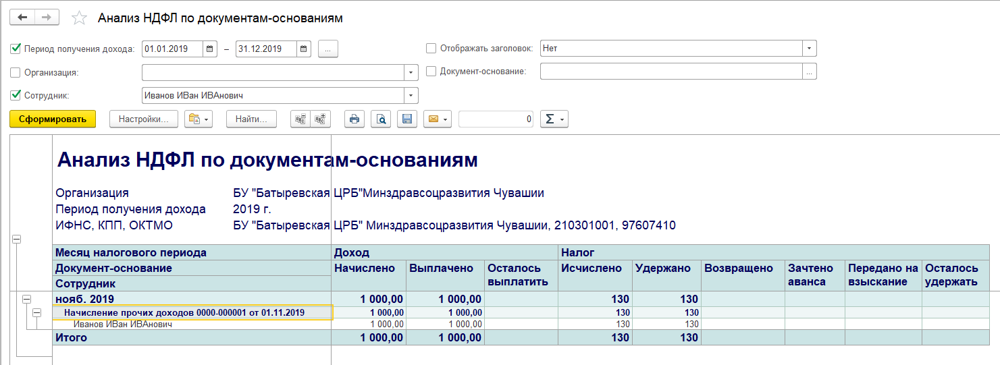 Анализ НДФЛ по документам-основаниям
Период получения дохода: 01.01.2019 – 31.12.2019 ... Отображать заголовок: Нет
Организация: Документ-основание: ...
Сотрудник: Иванов ИВан ИВАнович
Сформировать Настройки... Найти... 0 Σ
Анализ НДФЛ по документам-основаниям
Организация БУ "Батыревская ЦРБ"Минздравсоцразвития Чувашии
Период получения дохода 2019 г.
ИФНС, КПП, ОКТМО БУ "Батыревская ЦРБ" Минздравсоцразвития Чувашии, 210301001, 97607410
Месяц налогового периода Доход Налог
Документ-основание Начислено Выплачено Осталось выплатить Исчислено Удержано Возвращено Зачтено аванса Передано на взыскание Осталось удержать
Сотрудник
нояб. 2019 1 000,00 1 000,00 130 130
Начисление прочих доходов 0000-000001 от 01.11.2019 1 000,00 1 000,00 130 130
Иванов ИВан ИВАнович 1 000,00 1 000,00 130 130
Итого 1 000,00 1 000,00 130 130